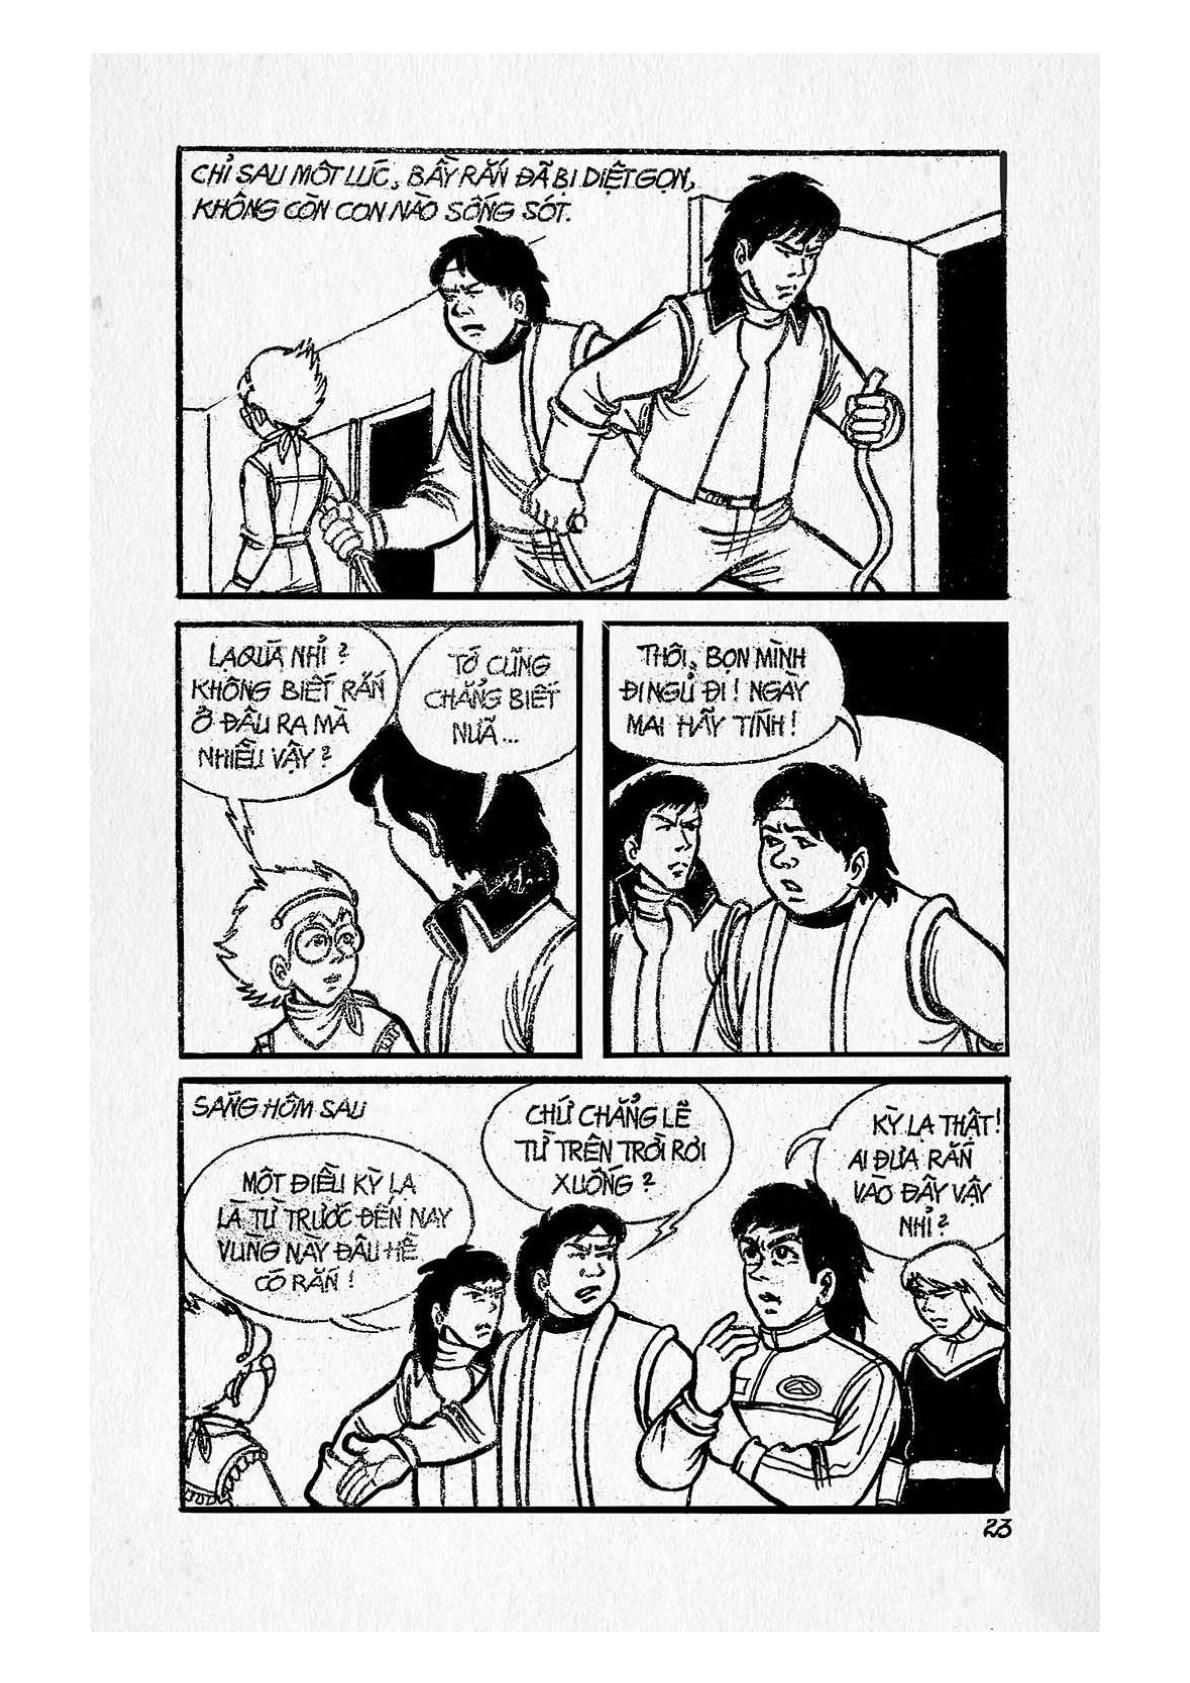 CHỈ SAU MỘT LÚC, BẦY RẮN ĐÃ BỊ DIỆT GỌN,
KHÔNG CÒN CON NÀO SỐNG SÓT.
LẠ QUÁ NHỈ?
KHÔNG BIẾT RẮN
Ở ĐÂU RA MÀ
NHIỀU VẬY?
TỚ CŨNG
CHẲNG BIẾT
NỮA...
THÔI, BỌN MÌNH
ĐI NGỦ ĐI! NGÀY
MAI HÃY TÍNH!
SÁNG HÔM SAU
MỘT ĐIỀU KỲ LẠ
LÀ TỪ TRƯỚC ĐẾN NAY
VÙNG NÀY ĐÂU HỀ
CÓ RẮN!
CHỨ CHẲNG LẼ
TỪ TRÊN TRỜI RƠI
XUỐNG?
KỲ LẠ THẬT!
AI ĐƯA RẮN
VÀO ĐÂY VẬY
NHỈ?
23